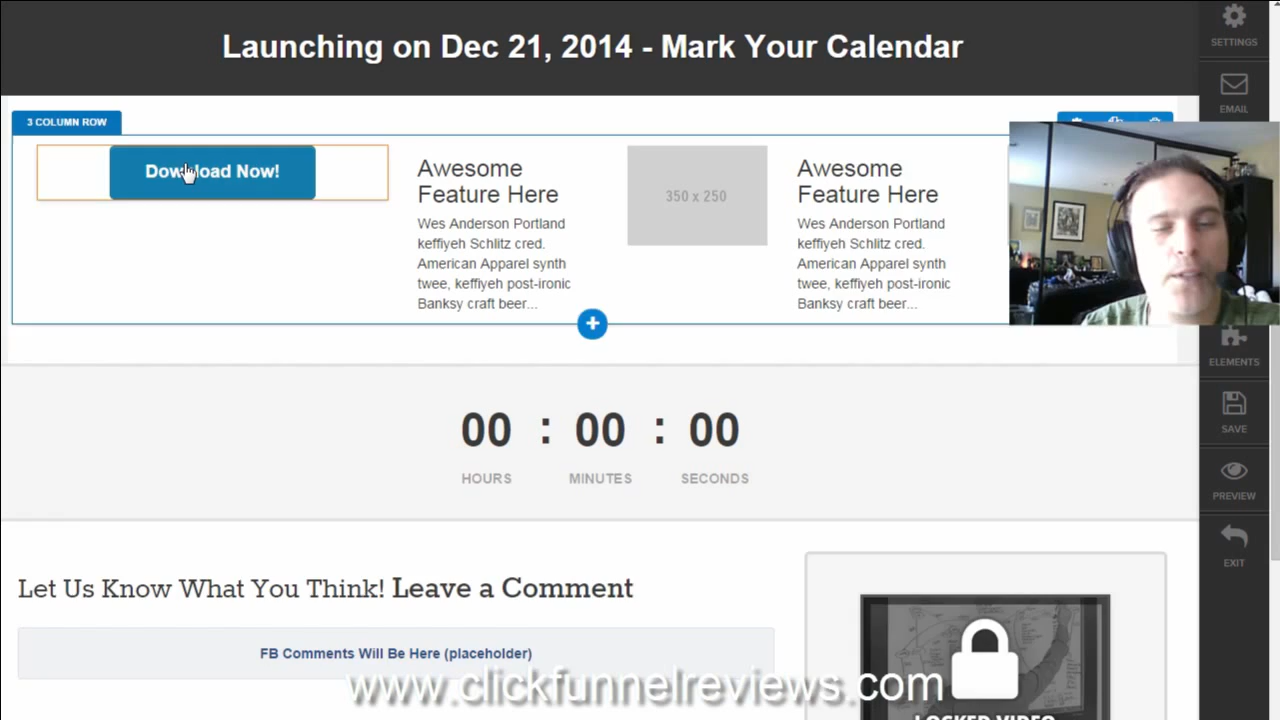 Launching on Dec 21, 2014 - Mark Your Calendar
SETTINGS
EMAIL
3 COLUMN ROW
Download Now!
Awesome
Feature Here
Wes Anderson Portland
keffiyeh Schlitz cred.
American Apparel synth
twee, keffiyeh post-ironic
Banksy craft beer...
350 x 250
Awesome
Feature Here
Wes Anderson Portland
keffiyeh Schlitz cred.
American Apparel synth
twee, keffiyeh post-ironic
Banksy craft beer...
ELEMENTS
SAVE
PREVIEW
EXIT
00 : 00 : 00
HOURS MINUTES SECONDS
Let Us Know What You Think! Leave a Comment
FB Comments Will Be Here (placeholder)
www.clickfunnelreviews.com
LOCKED VIDEO